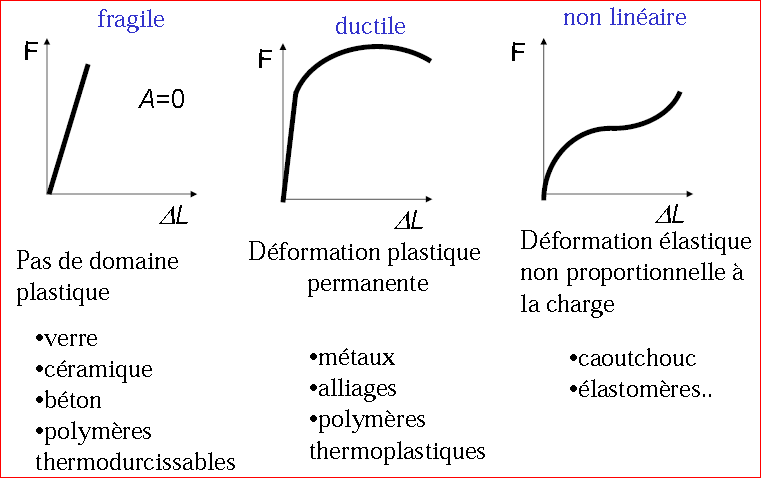 fragile
F
A=0
ΔL
Pas de domaine
plastique
•verre
•céramique
•béton
•polymères
thermodurcissables
ductile
F
ΔL
Déformation plastique
permanente
•métaux
•alliages
•polymères
thermoplastiques
non linéaire
F
ΔL
Déformation élastique
non proportionnelle à
la charge
•caoutchouc
•élastomères..